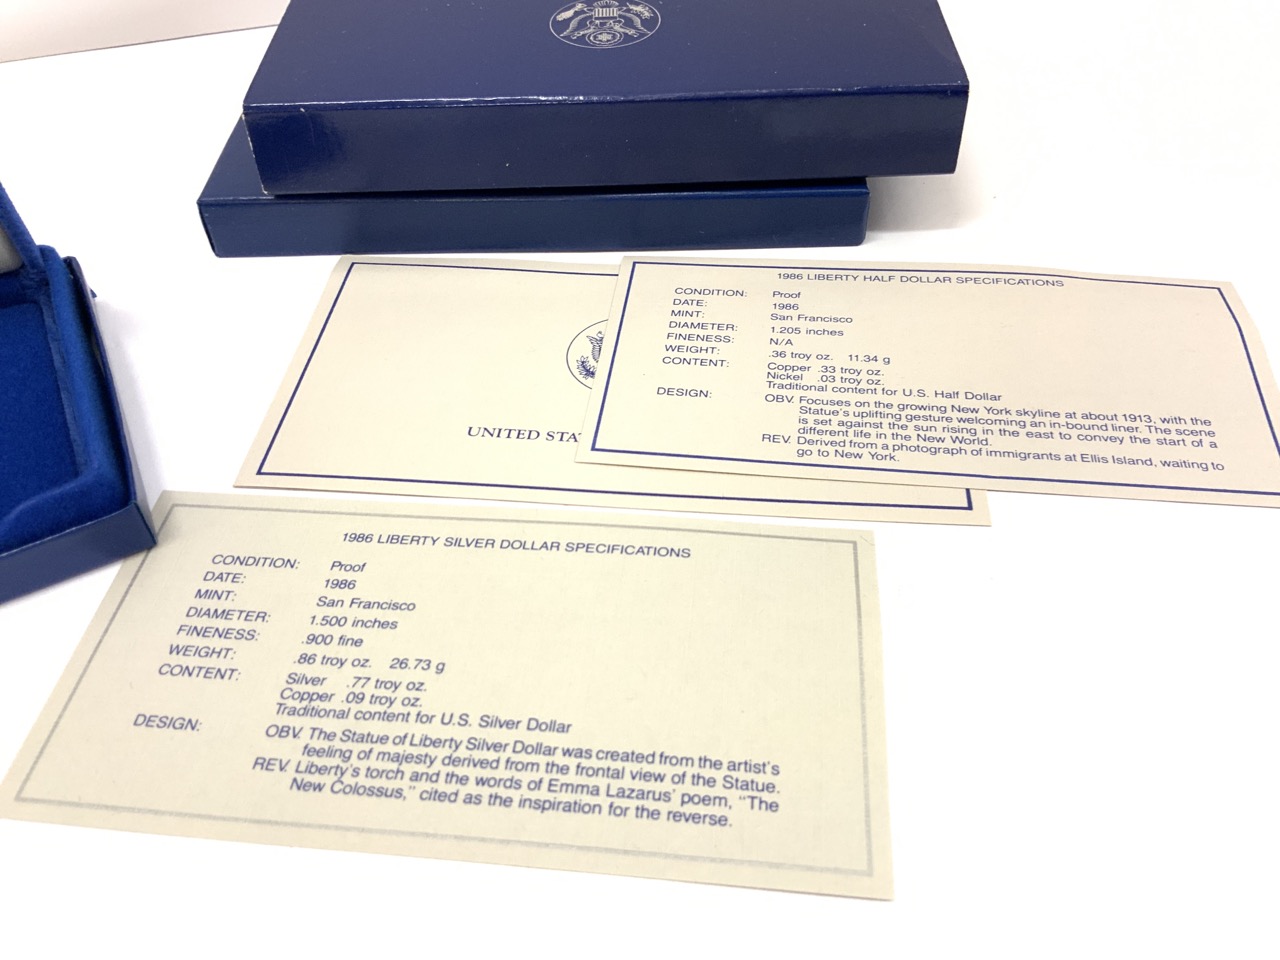 1986 LIBERTY HALF DOLLAR SPECIFICATIONS
CONDITION: Proof
DATE: 1986
MINT: San Francisco
DIAMETER: 1.205 inches
FINENESS: N/A
WEIGHT: .36 troy oz. 11.34 g
CONTENT: Copper .33 troy oz.
Nickel .03 troy oz.
Traditional content for U.S. Half Dollar
DESIGN: OBV. Focuses on the growing New York skyline at about 1913, with the
Statue's uplifting gesture welcoming an in-bound liner. The scene
is set against the sun rising in the east to convey the start of a
different life in the New World.
REV. Derived from a photograph of immigrants at Ellis Island, waiting to
go to New York.
UNITED STA
1986 LIBERTY SILVER DOLLAR SPECIFICATIONS
CONDITION: Proof
DATE: 1986
MINT: San Francisco
DIAMETER: 1.500 inches
FINENESS: .900 fine
WEIGHT: .86 troy oz. 26.73 g
CONTENT: Silver .77 troy oz.
Copper .09 troy oz.
Traditional content for U.S. Silver Dollar
DESIGN: OBV. The Statue of Liberty Silver Dollar was created from the artist's
feeling of majesty derived from the frontal view of the Statue.
REV. Liberty's torch and the words of Emma Lazarus' poem, "The
New Colossus," cited as the inspiration for the reverse.